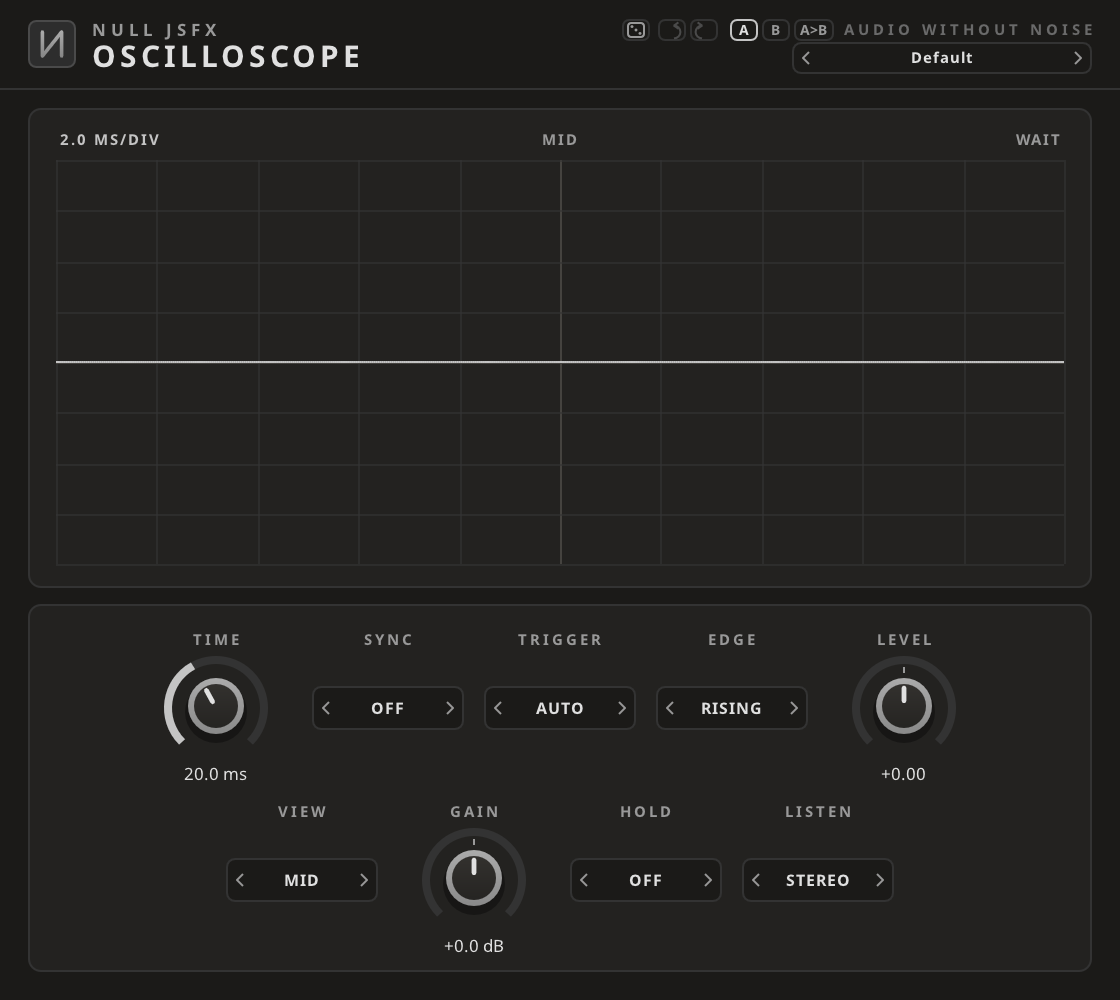 NULL JSFX
OSCILLOSCOPE
A B A>B AUDIO WITHOUT NOISE
Default
2.0 MS/DIV MID WAIT
TIME SYNC TRIGGER EDGE LEVEL
OFF AUTO RISING
20.0 ms +0.00
VIEW GAIN HOLD LISTEN
MID OFF STEREO
+0.0 dB